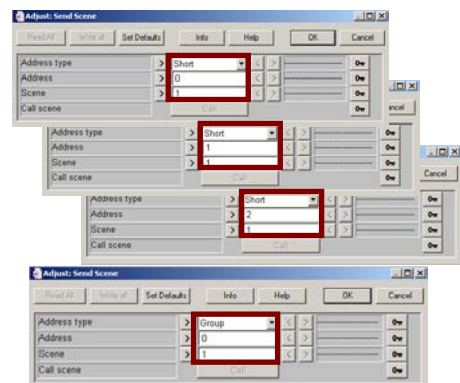 Adjust: Send Scene
Read All Write all Set Defaults Info Help OK Cancel
Address type > Short < >
Address > 0 < >
Scene > 1 < >
Call scene Call
ncel
Address type > Short < >
Address > 1 < >
Scene > 1 < >
Call scene Call
Cancel
Address type > Short < >
Address > 2 < >
Scene > 1 < >
Call scene Call
Adjust: Send Scene
Read All Write all Set Defaults Info Help OK Cancel
Address type > Group < >
Address > 0 < >
Scene > 1 < >
Call scene Call